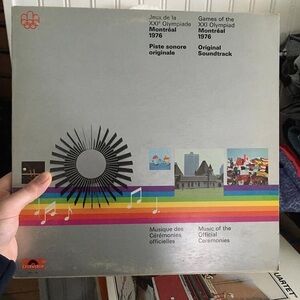 Jeux de la
XXIe Olympiade
Montréal
1976
Piste sonore
originale
Games of the
XXI Olympiad
Montréal
1976
Original
Soundtrack
Musique des
Cérémonies
officielles
Music of the
Official
Ceremonies
Polydor